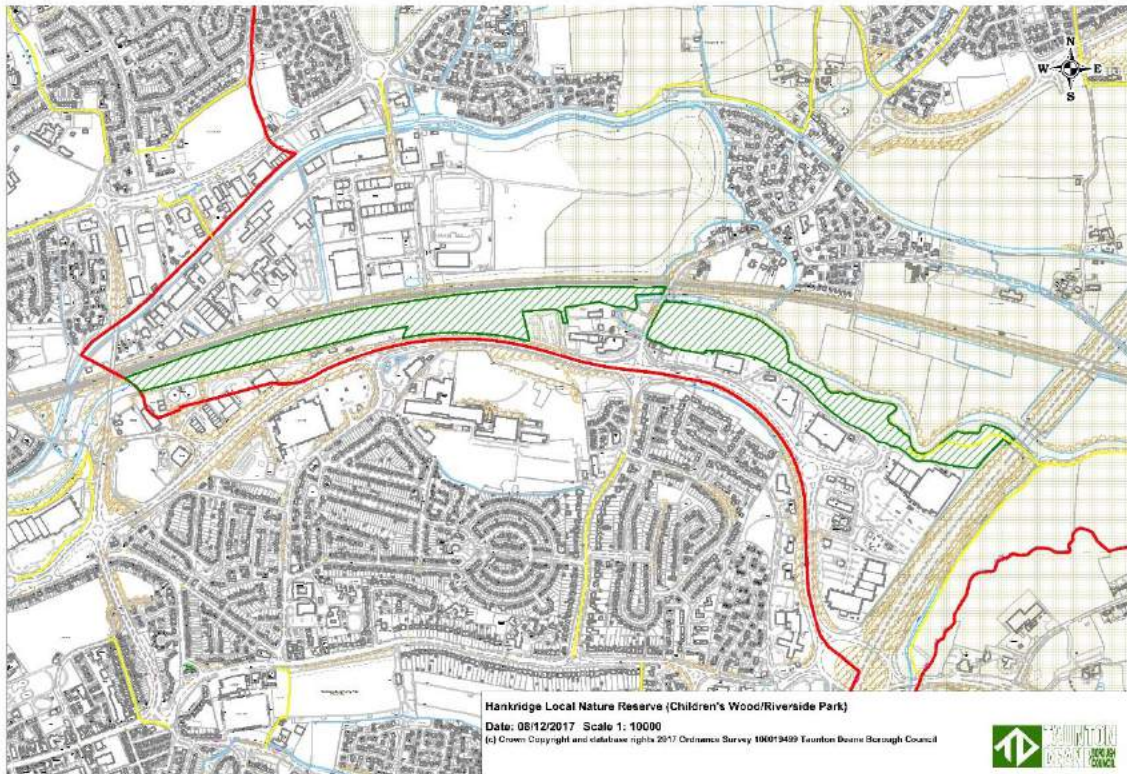 N
W E
S
Hankridge Local Nature Reserve (Children's Wood/Riverside Park)
Date: 08/12/2017 Scale 1: 10000
(c) Crown Copyright and database rights 2017 Ordnance Survey 100019499 Taunton Deane Borough Council
TAUNTON
DEANE BOROUGH
COUNCIL